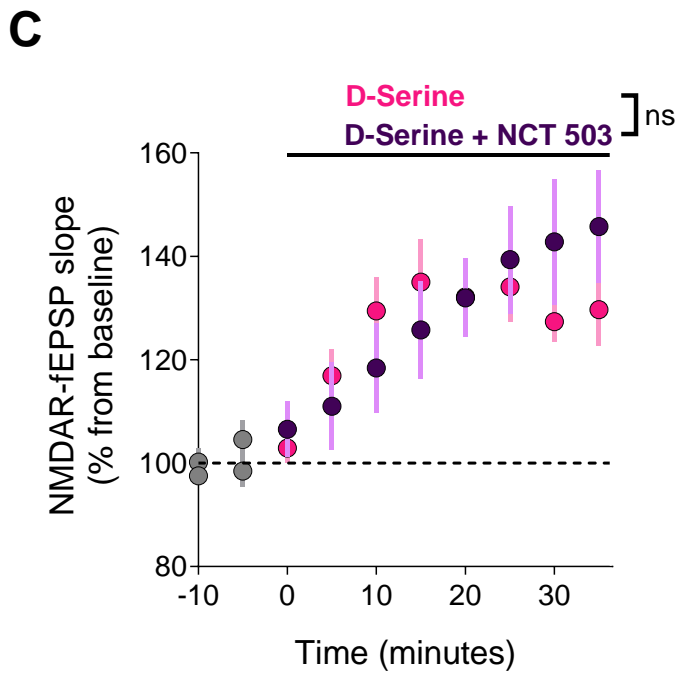 C
D-Serine
D-Serine + NCT 503
ns
NMDAR-fEPSP slope
(% from baseline)
160
140
120
100
80
-10 0 10 20 30
Time (minutes)